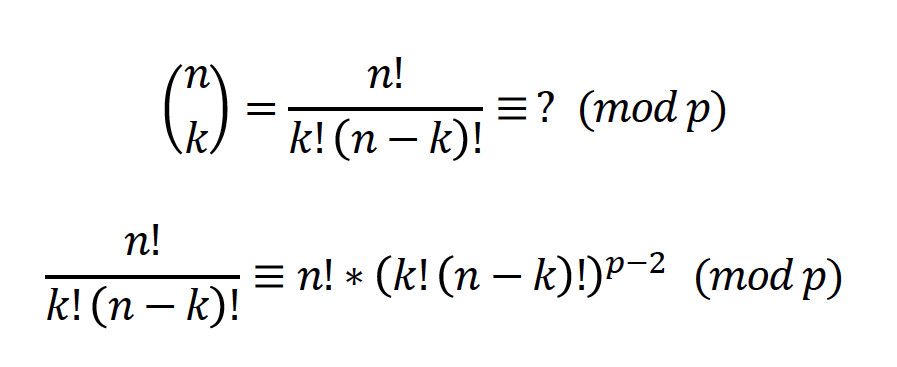 (n k) = n! / k! (n − k)! ≡ ? (mod p)
n! / k! (n − k)! ≡ n! * (k! (n − k)!)^{p−2} (mod p)